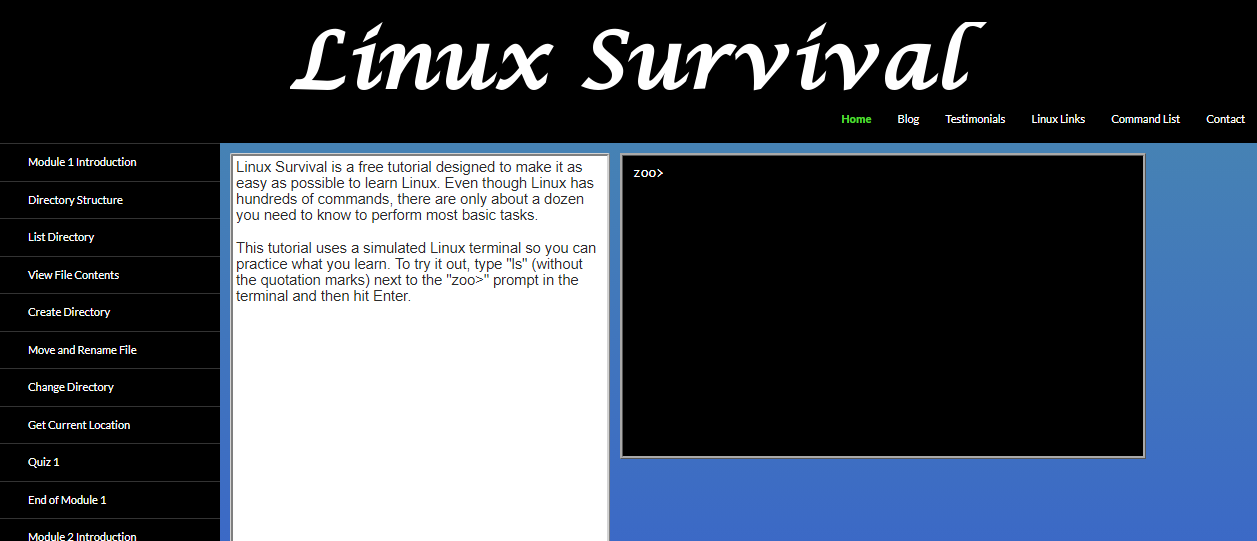 Linux Survival
Home
Blog
Testimonials
Linux Links
Command List
Contact
Module 1 Introduction
Directory Structure
List Directory
View File Contents
Create Directory
Move and Rename File
Change Directory
Get Current Location
Quiz 1
End of Module 1
Module 2 Introduction
Linux Survival is a free tutorial designed to make it as
easy as possible to learn Linux. Even though Linux has
hundreds of commands, there are only about a dozen
you need to know to perform most basic tasks.
This tutorial uses a simulated Linux terminal so you can
practice what you learn. To try it out, type "ls" (without
the quotation marks) next to the "zoo>" prompt in the
terminal and then hit Enter.
zoo>